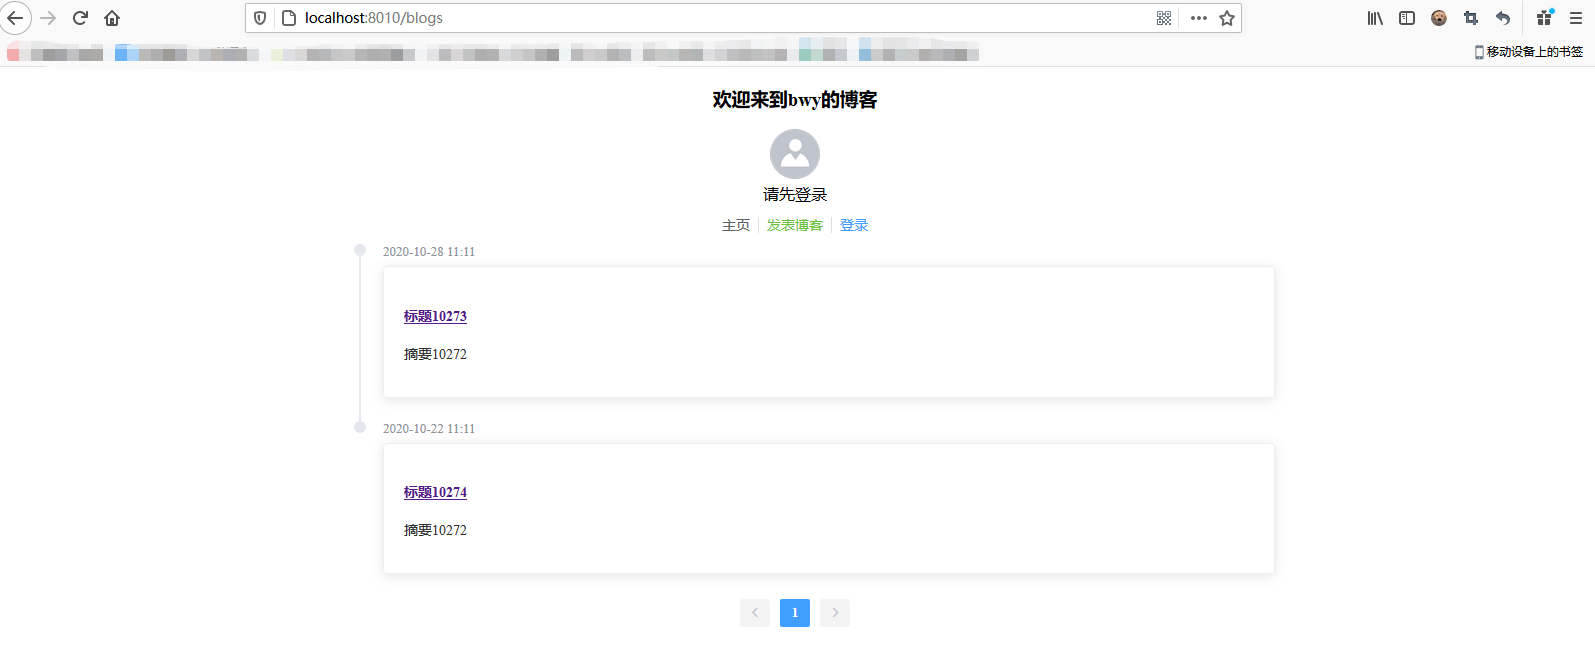 localhost:8010/blogs
移动设备上的书签
欢迎来到bwy的博客
请先登录
主页 发表博客 登录
2020-10-28 11:11
标题10273
摘要10272
2020-10-22 11:11
标题10274
摘要10272
1